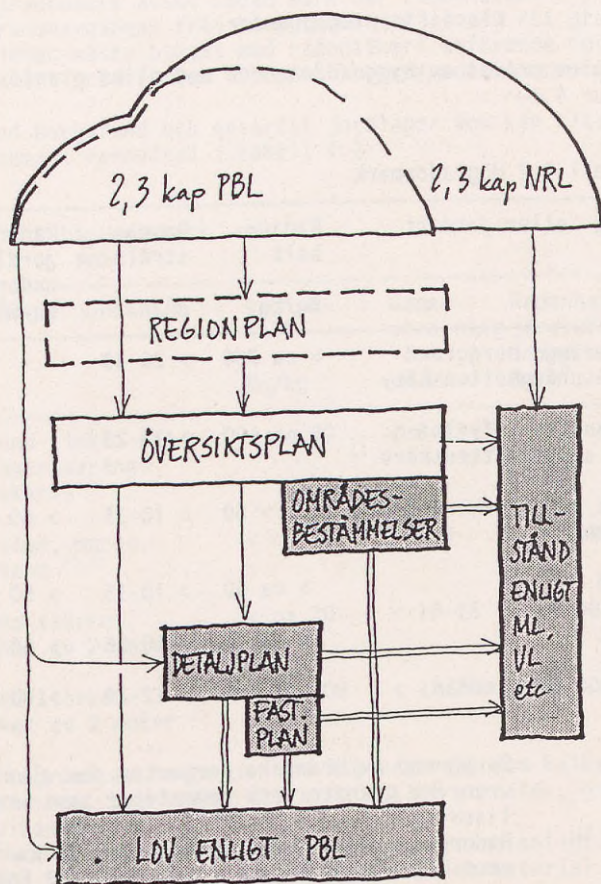 2,3 kap PBL
2,3 kap NRL
REGIONPLAN
ÖVERSIKTSPLAN
OMRÅDES-
BESTÄMMELSER
TILL-
STÅND
ENLIGT
ML,
VL
etc
DETALJPLAN
FAST.
PLAN
LOV ENLIGT PBL